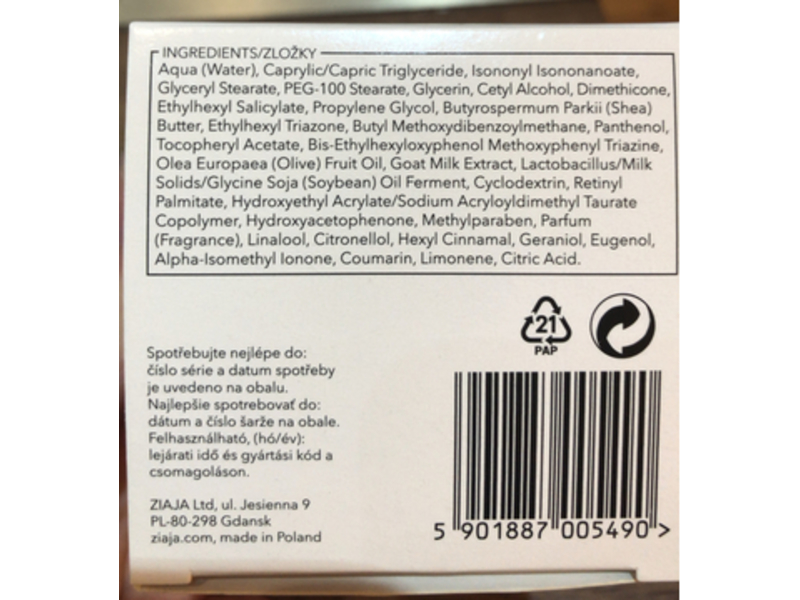 INGREDIENTS/ZLOŽKY
Aqua (Water), Caprylic/Capric Triglyceride, Isononyl Isononanoate,
Glyceryl Stearate, PEG-100 Stearate, Glycerin, Cetyl Alcohol, Dimethicone,
Ethylhexyl Salicylate, Propylene Glycol, Butyrospermum Parkii (Shea)
Butter, Ethylhexyl Triazone, Butyl Methoxydibenzoylmethane, Panthenol,
Tocopheryl Acetate, Bis-Ethylhexyloxyphenol Methoxyphenyl Triazine,
Olea Europaea (Olive) Fruit Oil, Goat Milk Extract, Lactobacillus/Milk
Solids/Glycine Soja (Soybean) Oil Ferment, Cyclodextrin, Retinyl
Palmitate, Hydroxyethyl Acrylate/Sodium Acryloyldimethyl Taurate
Copolymer, Hydroxyacetophenone, Methylparaben, Parfum
(Fragrance), Linalool, Citronellol, Hexyl Cinnamal, Geraniol, Eugenol,
Alpha-Isomethyl Ionone, Coumarin, Limonene, Citric Acid.
21
PAP
Spotřebujte nejlépe do:
číslo série a datum spotřeby
je uvedeno na obalu.
Najlepšie spotrebovať do:
dátum a číslo šarže na obale.
Felhasználható, (hó/év):
lejárati idő és gyártási kód a
csomagoláson.
ZIAJA Ltd, ul. Jesienna 9
PL-80-298 Gdansk
ziaja.com, made in Poland
5 901887 005490 >